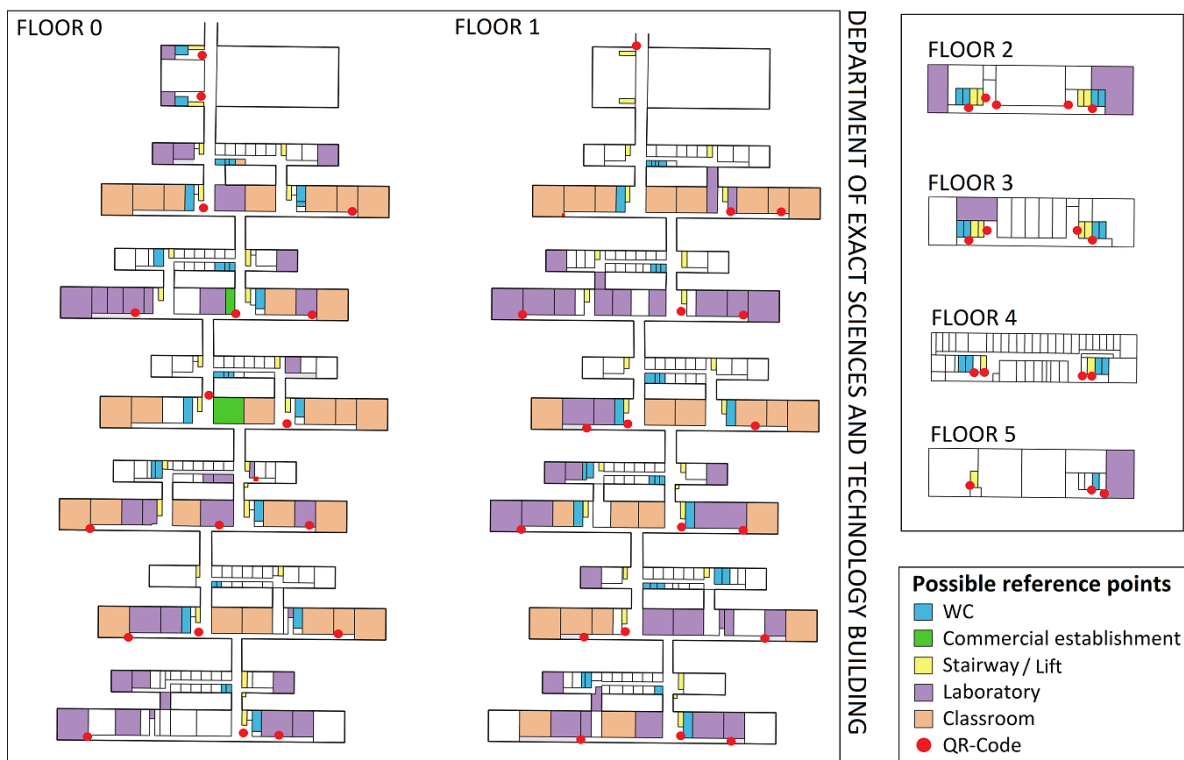 FLOOR 0
FLOOR 1
DEPARTMENT OF EXACT SCIENCES AND TECHNOLOGY BUILDING
FLOOR 2
FLOOR 3
FLOOR 4
FLOOR 5
Possible reference points
WC
Commercial establishment
Stairway / Lift
Laboratory
Classroom
QR-Code